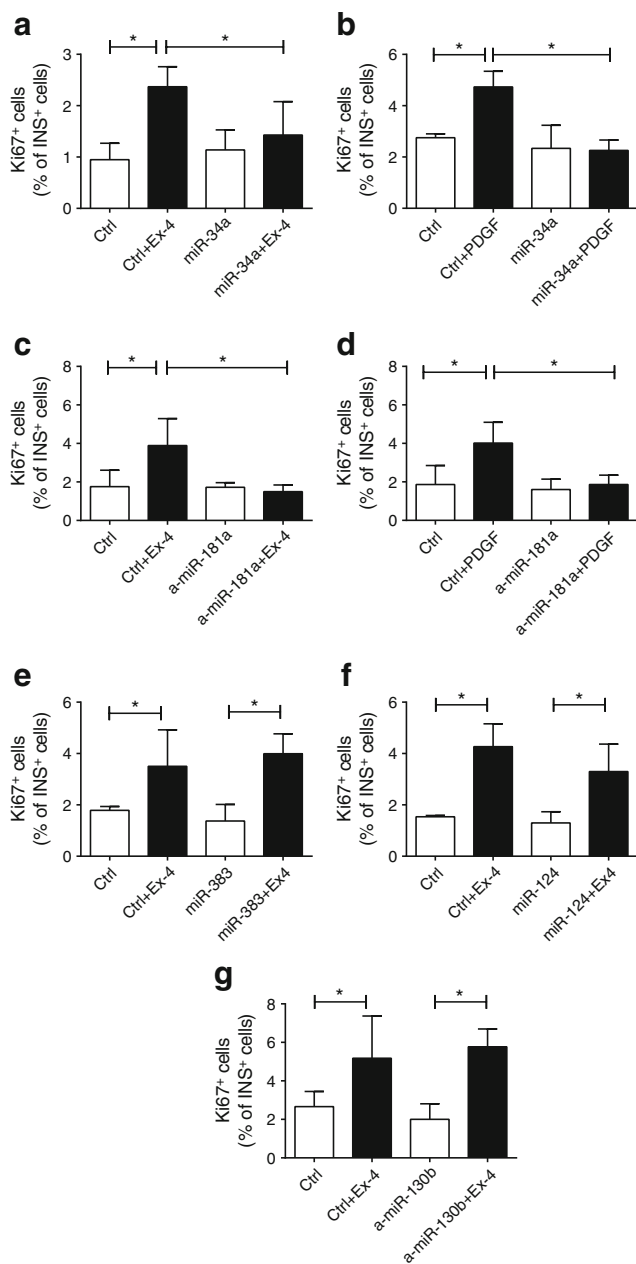 a
Ki67+ cells
(% of INS+ cells)
3
2
1
0
*
*
Ctrl
Ctrl+Ex-4
miR-34a
miR-34a+Ex-4
b
Ki67+ cells
(% of INS+ cells)
6
4
2
0
*
*
Ctrl
Ctrl+PDGF
miR-34a
miR-34a+PDGF
c
Ki67+ cells
(% of INS+ cells)
8
6
4
2
0
*
*
Ctrl
Ctrl+Ex-4
a-miR-181a
a-miR-181a+Ex-4
d
Ki67+ cells
(% of INS+ cells)
8
6
4
2
0
*
*
Ctrl
Ctrl+PDGF
a-miR-181a
a-miR-181a+PDGF
e
Ki67+ cells
(% of INS+ cells)
6
4
2
0
*
*
Ctrl
Ctrl+Ex-4
miR-383
miR-383+Ex4
f
Ki67+ cells
(% of INS+ cells)
6
4
2
0
*
*
Ctrl
Ctrl+Ex-4
miR-124
miR-124+Ex4
g
Ki67+ cells
(% of INS+ cells)
8
6
4
2
0
*
*
Ctrl
Ctrl+Ex-4
a-miR-130b
a-miR-130b+Ex-4